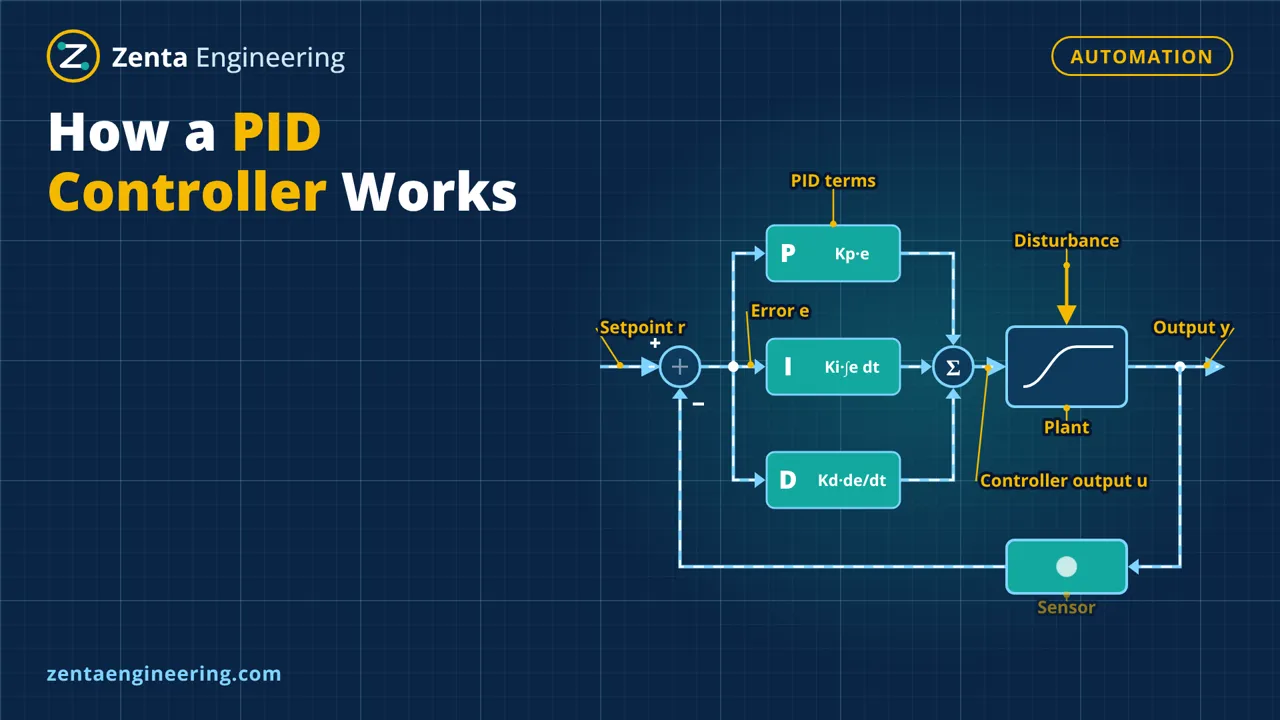 Zenta Engineering
AUTOMATION
How a PID
Controller Works
PID terms
P Kp·e
Disturbance
Error e
Setpoint r
Output y
+
+
I Ki·∫e dt
Σ
−
Plant
D Kd·de/dt
Controller output u
Sensor
zentaengineering.com